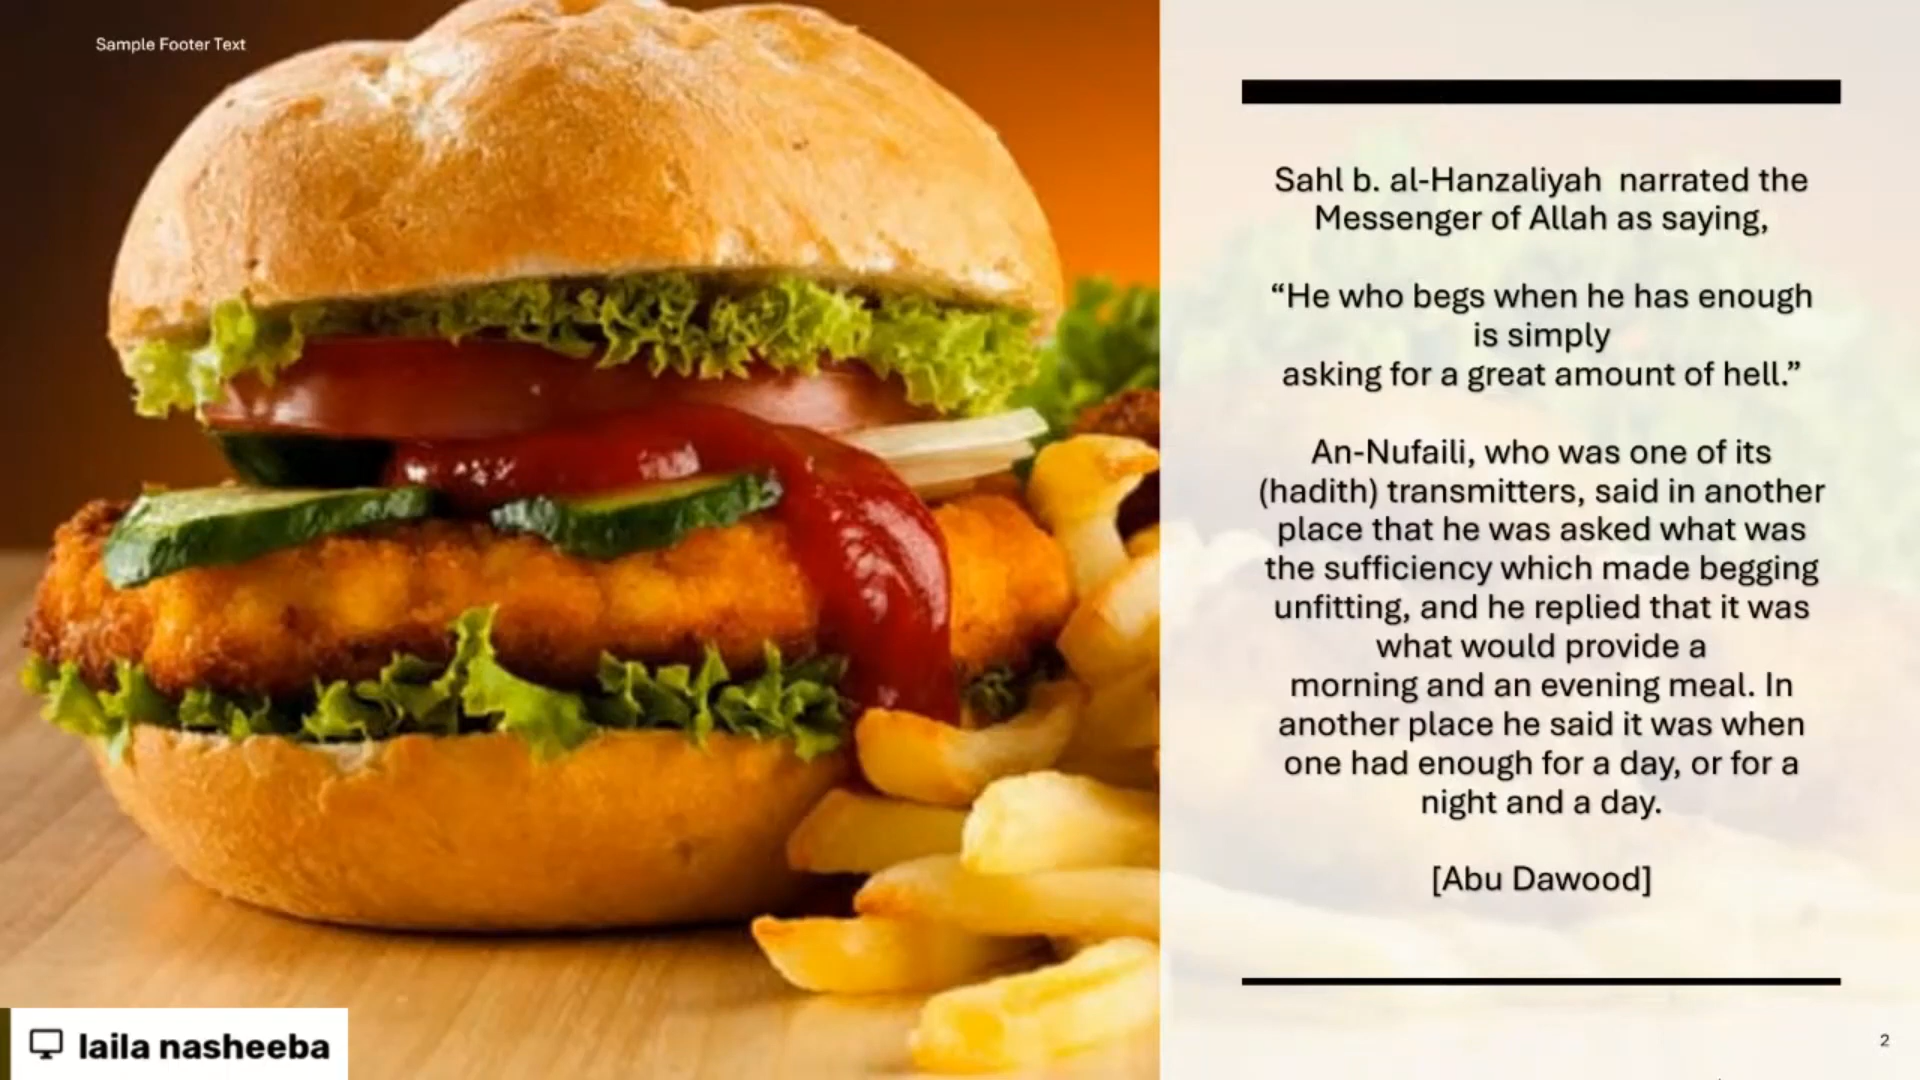 Sample Footer Text
Sahl b. al-Hanzaliyah narrated the
Messenger of Allah as saying,
“He who begs when he has enough
is simply
asking for a great amount of hell.”
An-Nufaili, who was one of its
(hadith) transmitters, said in another
place that he was asked what was
the sufficiency which made begging
unfitting, and he replied that it was
what would provide a
morning and an evening meal. In
another place he said it was when
one had enough for a day, or for a
night and a day.
[Abu Dawood]
laila nasheeba
2